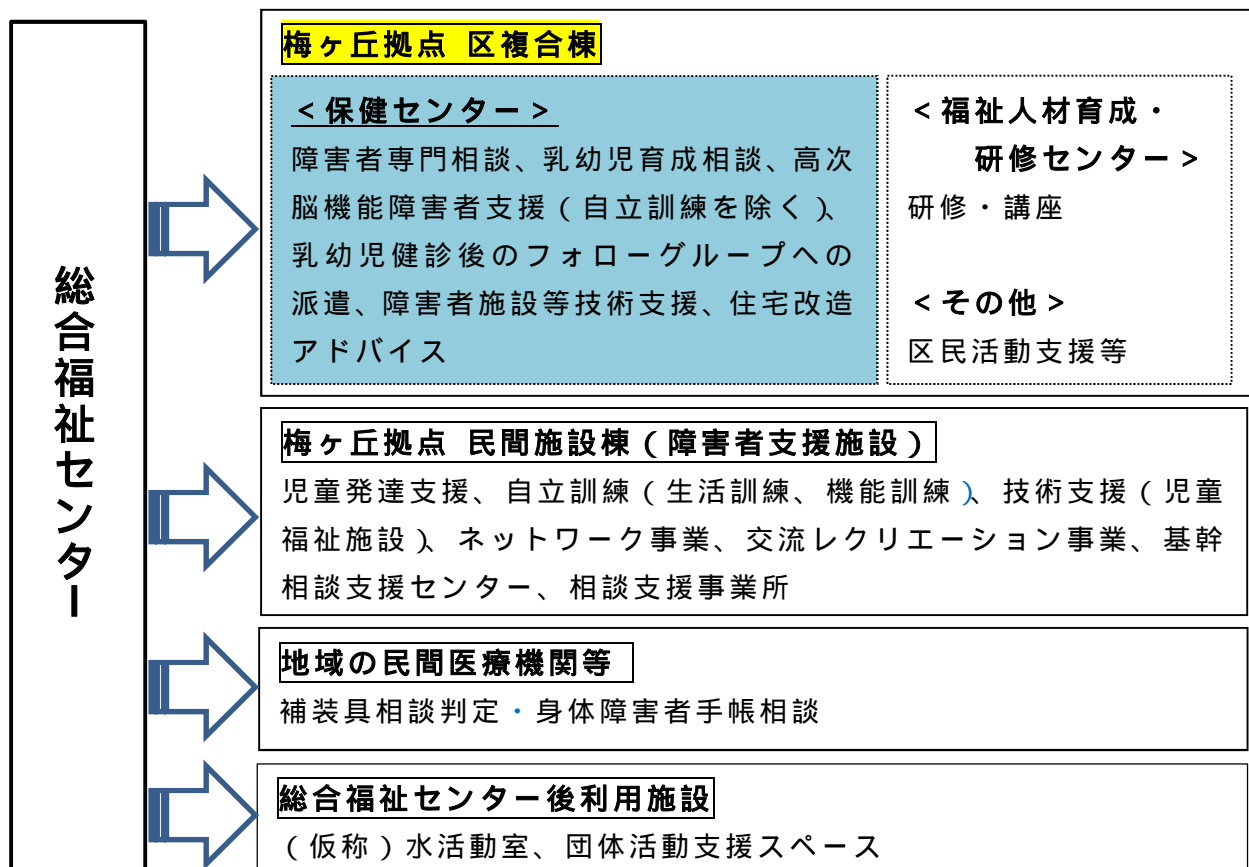 総合福祉センター
梅ヶ丘拠点 区複合棟
<保健センター>
障害者専門相談、乳幼児育成相談、高次
脳機能障害者支援(自立訓練を除く)、
乳幼児健診後のフォローグループへの
派遣、障害者施設等技術支援、住宅改造
アドバイス
<福祉人材育成・
研修センター>
研修・講座
<その他>
区民活動支援等
梅ヶ丘拠点 民間施設棟(障害者支援施設)
児童発達支援、自立訓練(生活訓練、機能訓練)、技術支援(児童
福祉施設)、ネットワーク事業、交流レクリエーション事業、基幹
相談支援センター、相談支援事業所
地域の民間医療機関等
補装具相談判定・身体障害者手帳相談
総合福祉センター後利用施設
(仮称)水活動室、団体活動支援スペース